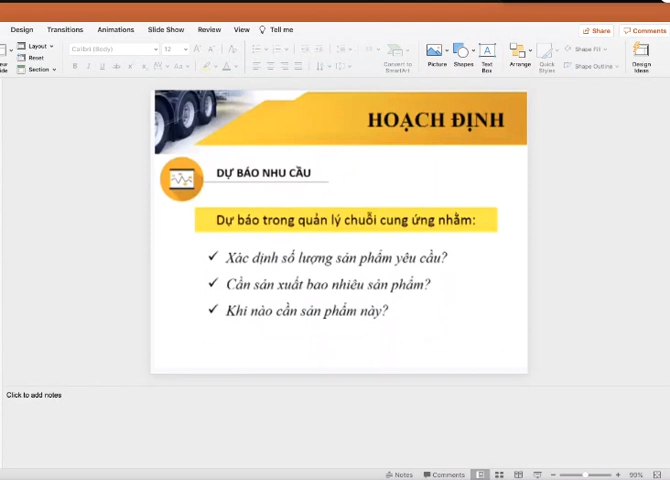 Design Transitions Animations Slide Show Review View Tell me Share Comments
Layout Calibri (Body) 12 Shape Fill
Reset
Section Convert to SmartArt Picture Shapes Text Box Arrange Quick Styles Shape Outline Design Ideas
HOẠCH ĐỊNH
DỰ BÁO NHU CẦU
Dự báo trong quản lý chuỗi cung ứng nhằm:
✓ Xác dịnh số lượng sản phẩm yêu cầu?
✓ Cần sản xuất bao nhiêu sản phẩm?
✓ Khi nào cần sản phẩm này?
Click to add notes
Notes Comments 99%